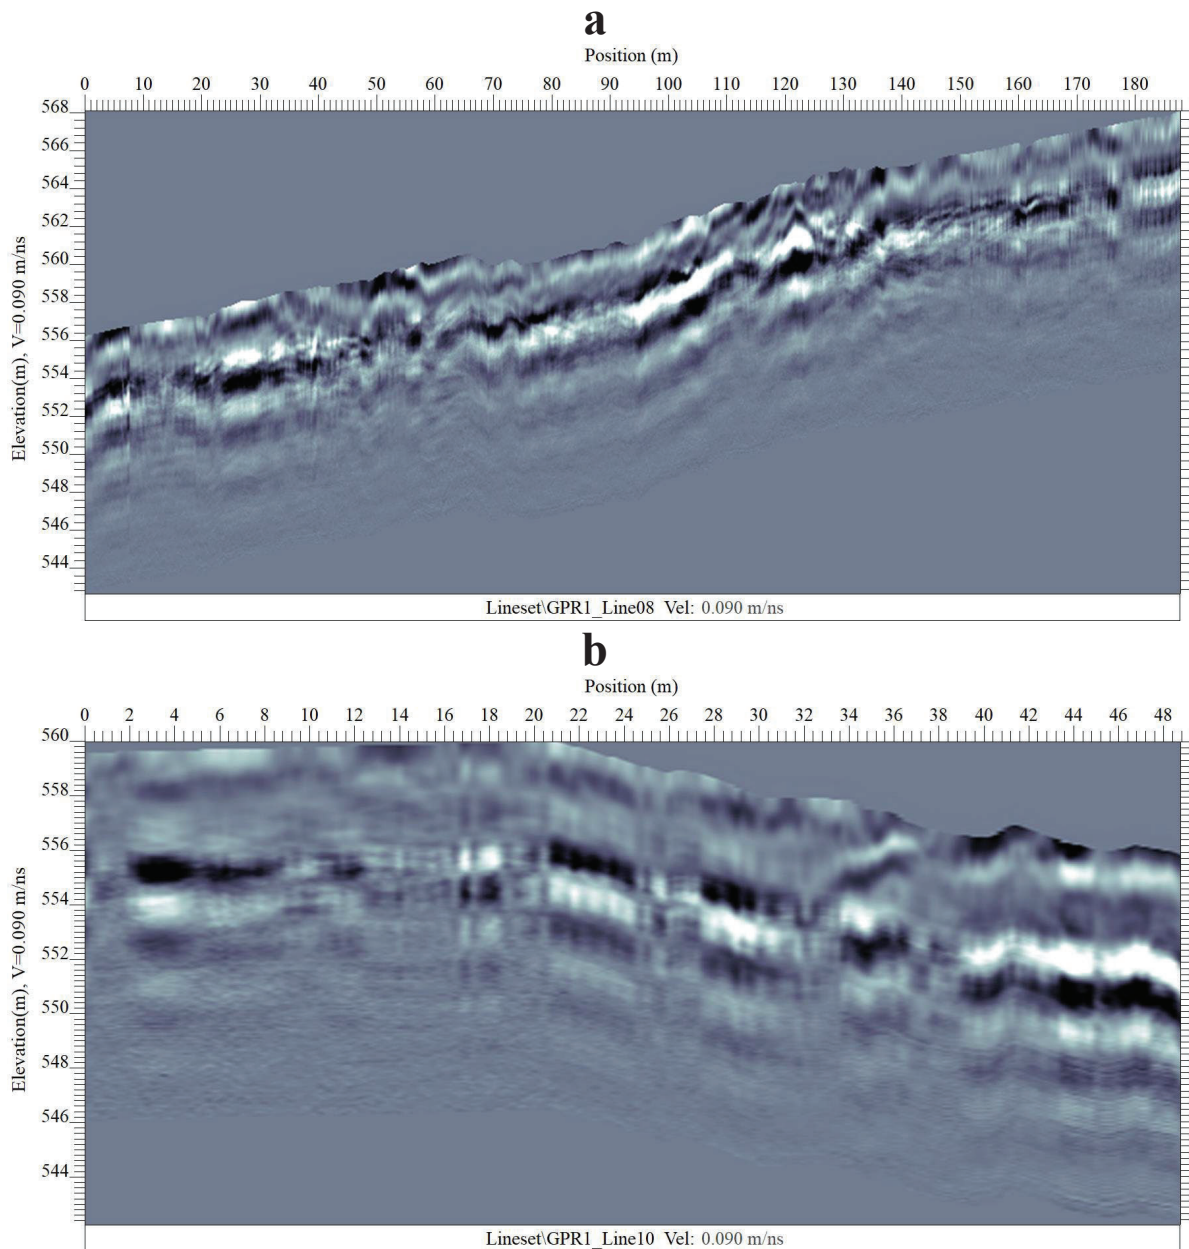 a
Position (m)
0 10 20 30 40 50 60 70 80 90 100 110 120 130 140 150 160 170 180
568
566
564
562
560
558
556
554
552
550
548
546
544
Elevation(m), V=0.090 m/ns
Lineset\GPR1_Line08 Vel: 0.090 m/ns
b
Position (m)
0 2 4 6 8 10 12 14 16 18 20 22 24 26 28 30 32 34 36 38 40 42 44 46 48
560
558
556
554
552
550
548
546
544
Elevation(m), V=0.090 m/ns
Lineset\GPR1_Line10 Vel: 0.090 m/ns